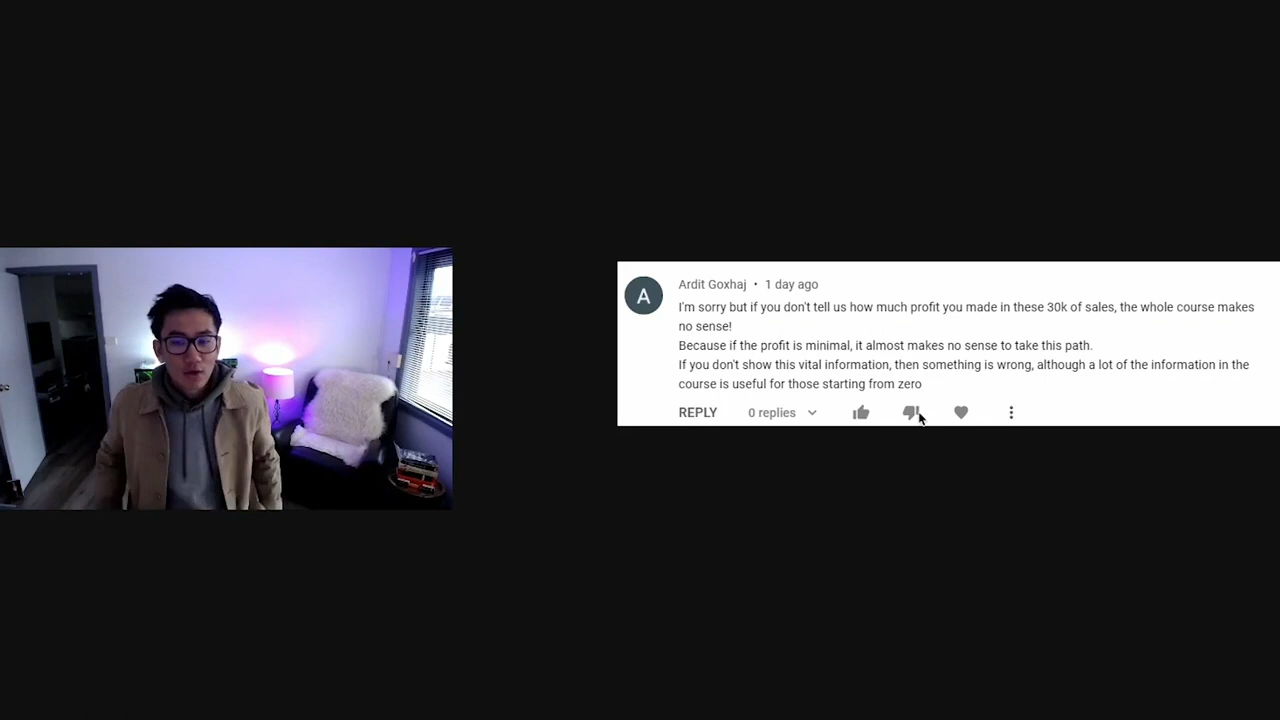 A
Ardit Goxhaj • 1 day ago
I'm sorry but if you don't tell us how much profit you made in these 30k of sales, the whole course makes
no sense!
Because if the profit is minimal, it almost makes no sense to take this path.
If you don't show this vital information, then something is wrong, although a lot of the information in the
course is useful for those starting from zero
REPLY 0 replies